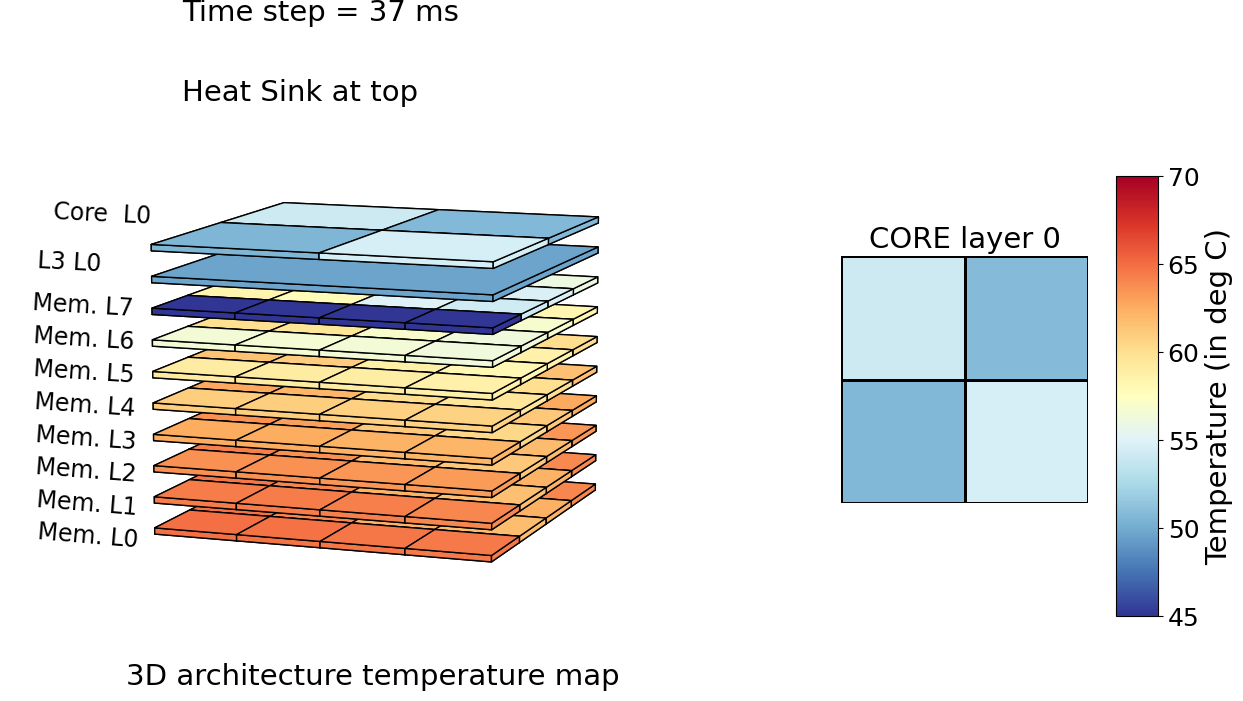 Time step = 37 ms
Heat Sink at top
Core  L0
L3 L0
Mem. L7
Mem. L6
Mem. L5
Mem. L4
Mem. L3
Mem. L2
Mem. L1
Mem. L0
3D architecture temperature map
CORE layer 0
70
65
60
55
50
45
Temperature (in deg C)